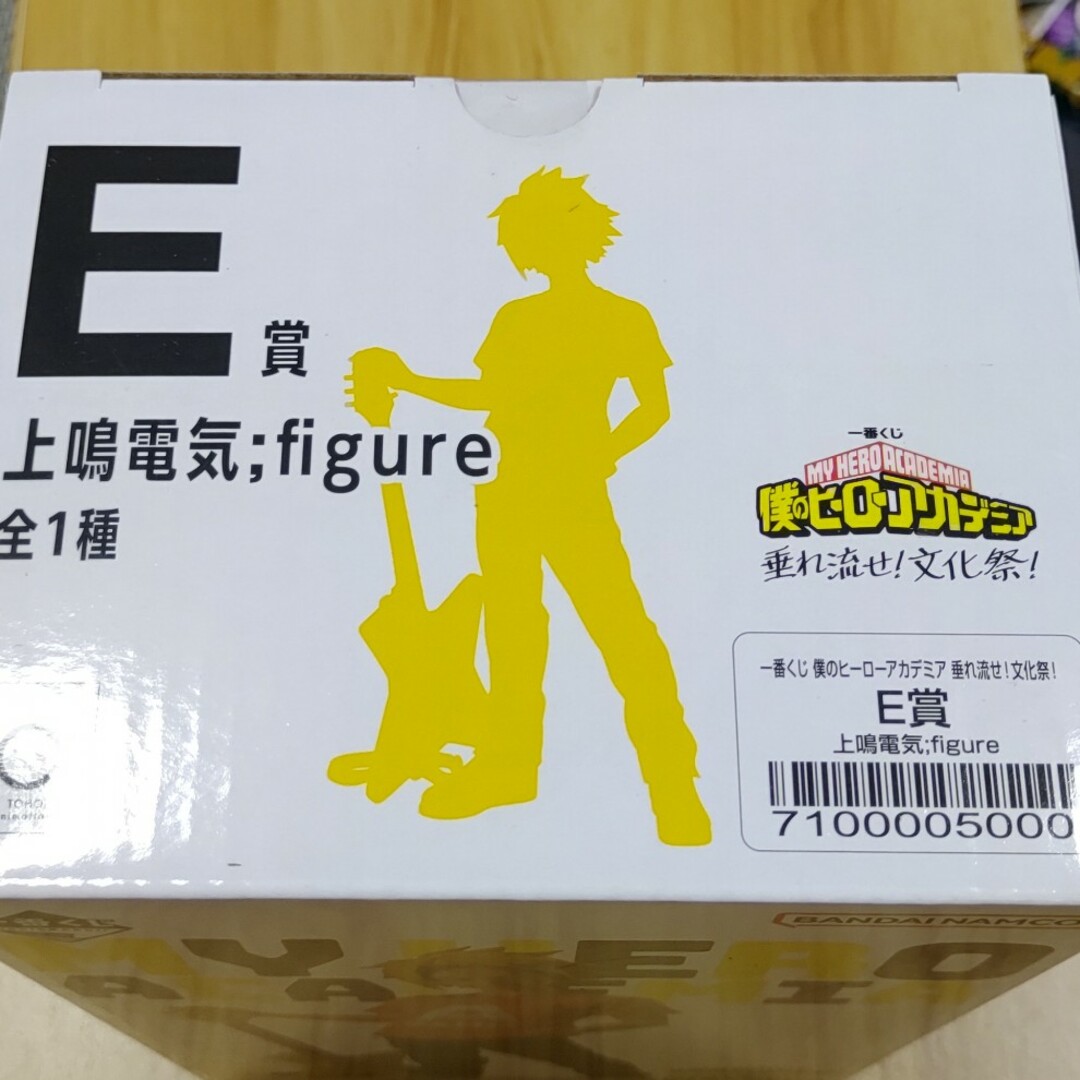 E賞
上鳴電気;figure
全1種
一番くじ
MY HERO ACADEMIA
僕のヒーローアカデミア
垂れ流せ!文化祭!
一番くじ 僕のヒーローアカデミア 垂れ流せ!文化祭!
E賞
上鳴電気;figure
7100005000
TOHO
BANDAI NAMCO